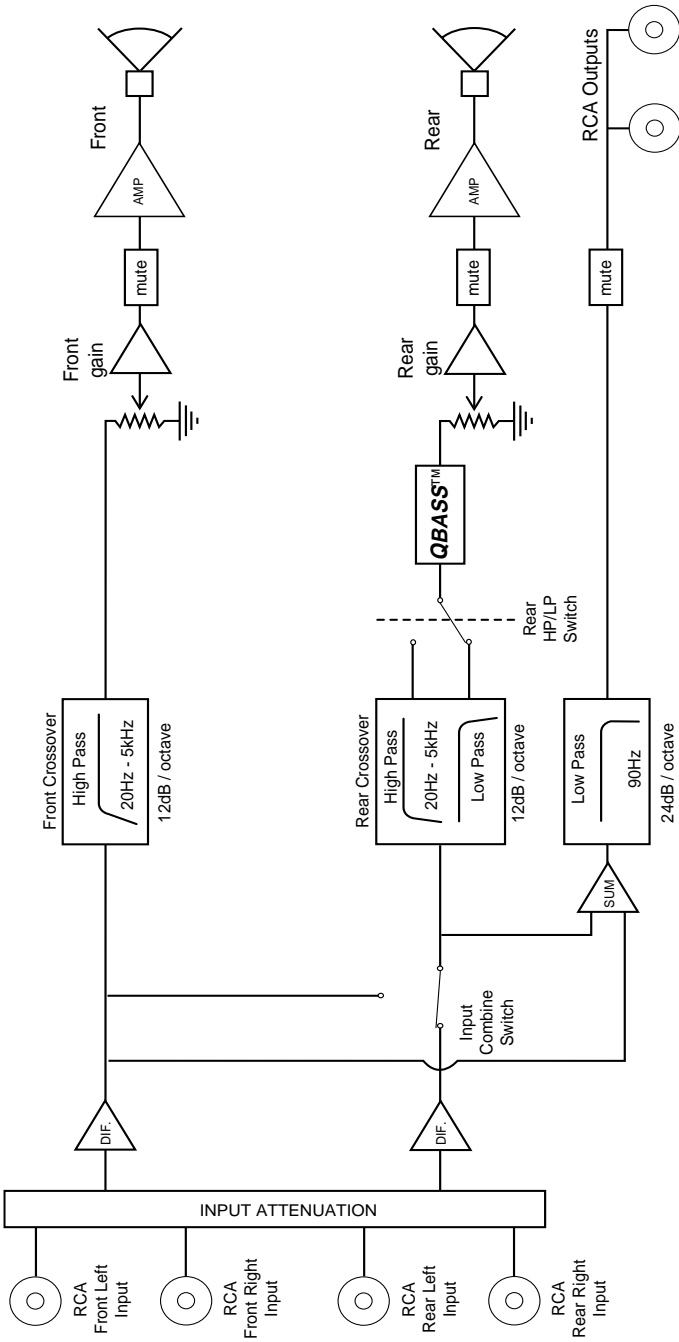 RCA
Front Left
Input
RCA
Front Right
Input
RCA
Rear Left
Input
RCA
Rear Right
Input
INPUT ATTENUATION
DIF.
DIF.
Input
Combine
Switch
SUM
Front Crossover
High Pass
20Hz - 5kHz
12dB / octave
Rear Crossover
High Pass
20Hz - 5kHz
Low Pass
12dB / octave
Low Pass
90Hz
24dB / octave
Rear
HP/LP
Switch
QBASS™
Front
gain
Rear
gain
mute
mute
mute
AMP
AMP
Front
Rear
RCA Outputs